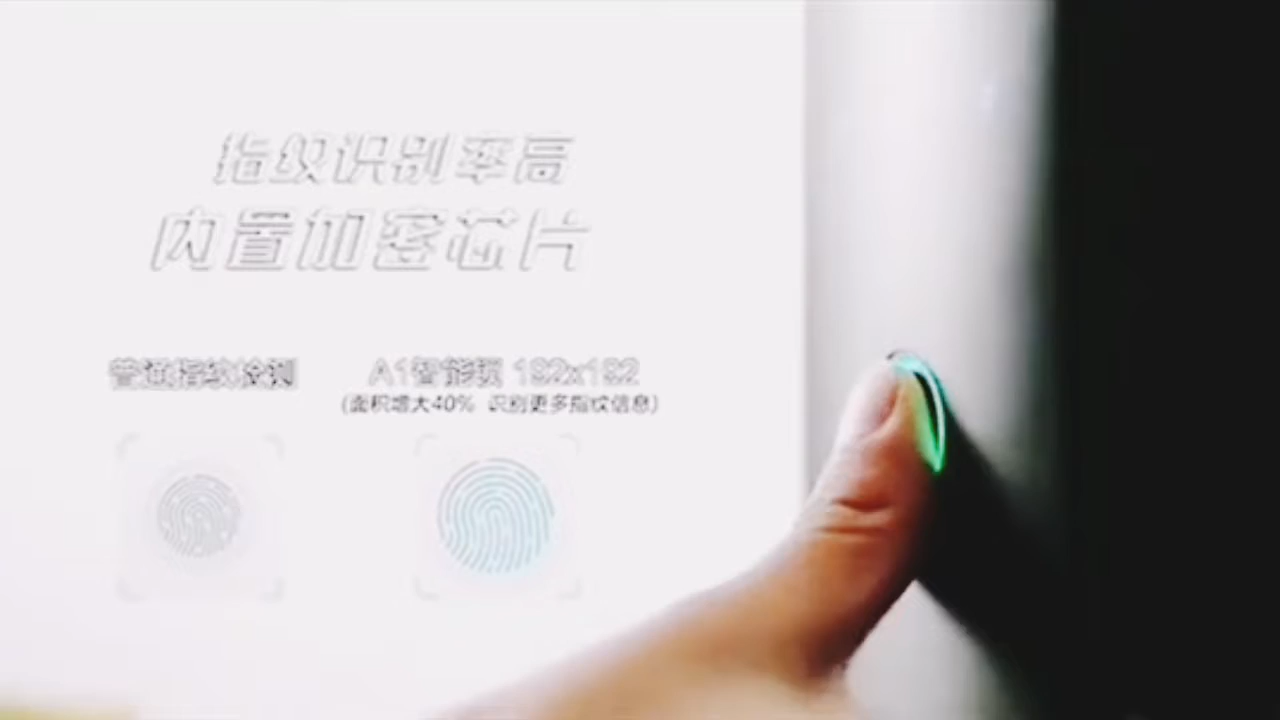 指纹识别率高
内置加密芯片
普通指纹检测
A1智能锁 192x192
(面积增大40% 识别更多指纹信息)